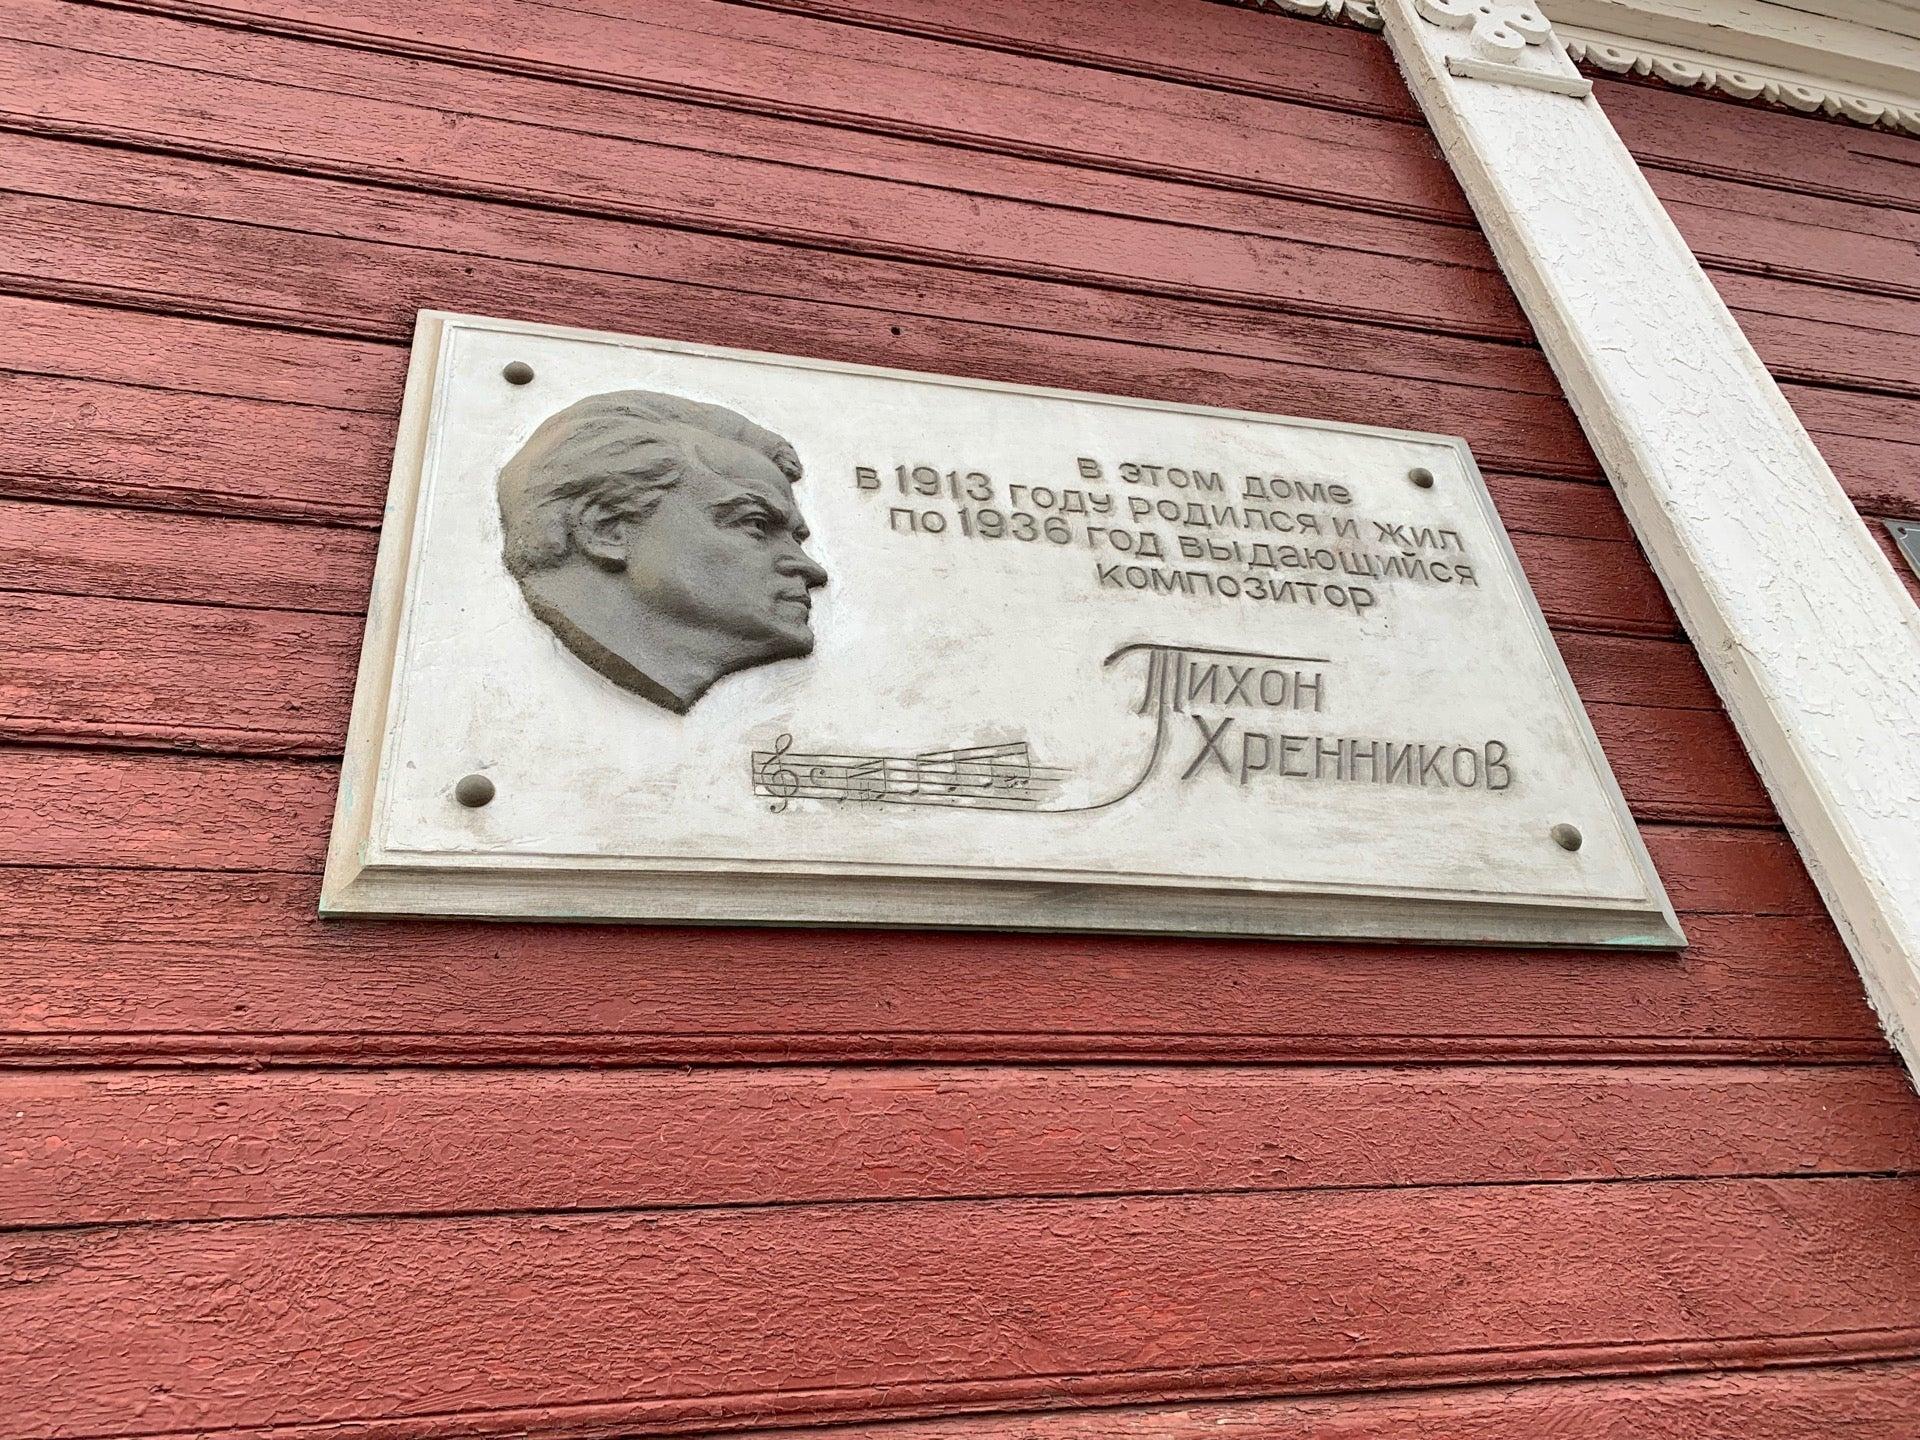 В ЭТОМ ДОМЕ
В 1913 ГОДУ РОДИЛСЯ И ЖИЛ
ПО 1936 ГОД ВЫДАЮЩИЙСЯ
КОМПОЗИТОР
ТИХОН
ХРЕННИКОВ